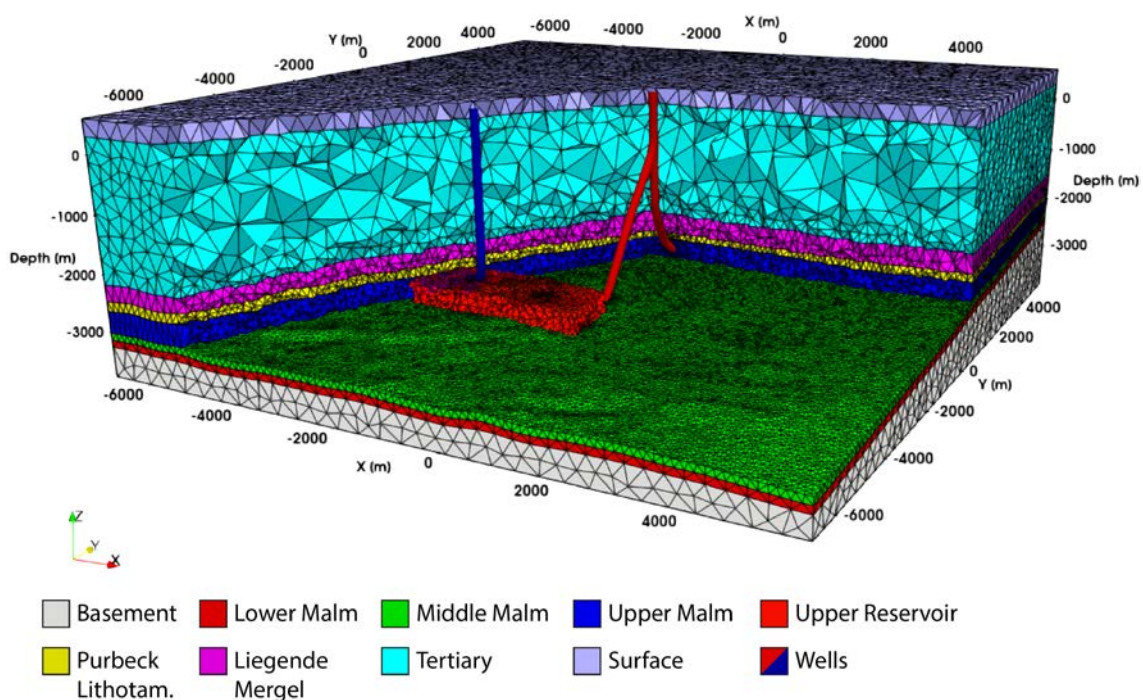 -6000
-4000
-2000
0
2000
4000
X (m)
-6000
-4000
-2000
0
2000
4000
Y (m)
0
-1000
-2000
-3000
Depth (m)
0
-1000
-2000
-3000
Depth (m)
4000
2000
0
-2000
-4000
-6000
Y (m)
-6000
-4000
-2000
0
2000
4000
X (m)
Z
Y
X
Basement Lower Malm Middle Malm Upper Malm Upper Reservoir
Purbeck Liegende Tertiary Surface Wells
Lithotam. Mergel